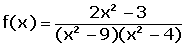 f(x) = (2x² − 3) / ((x² − 9)(x² − 4))